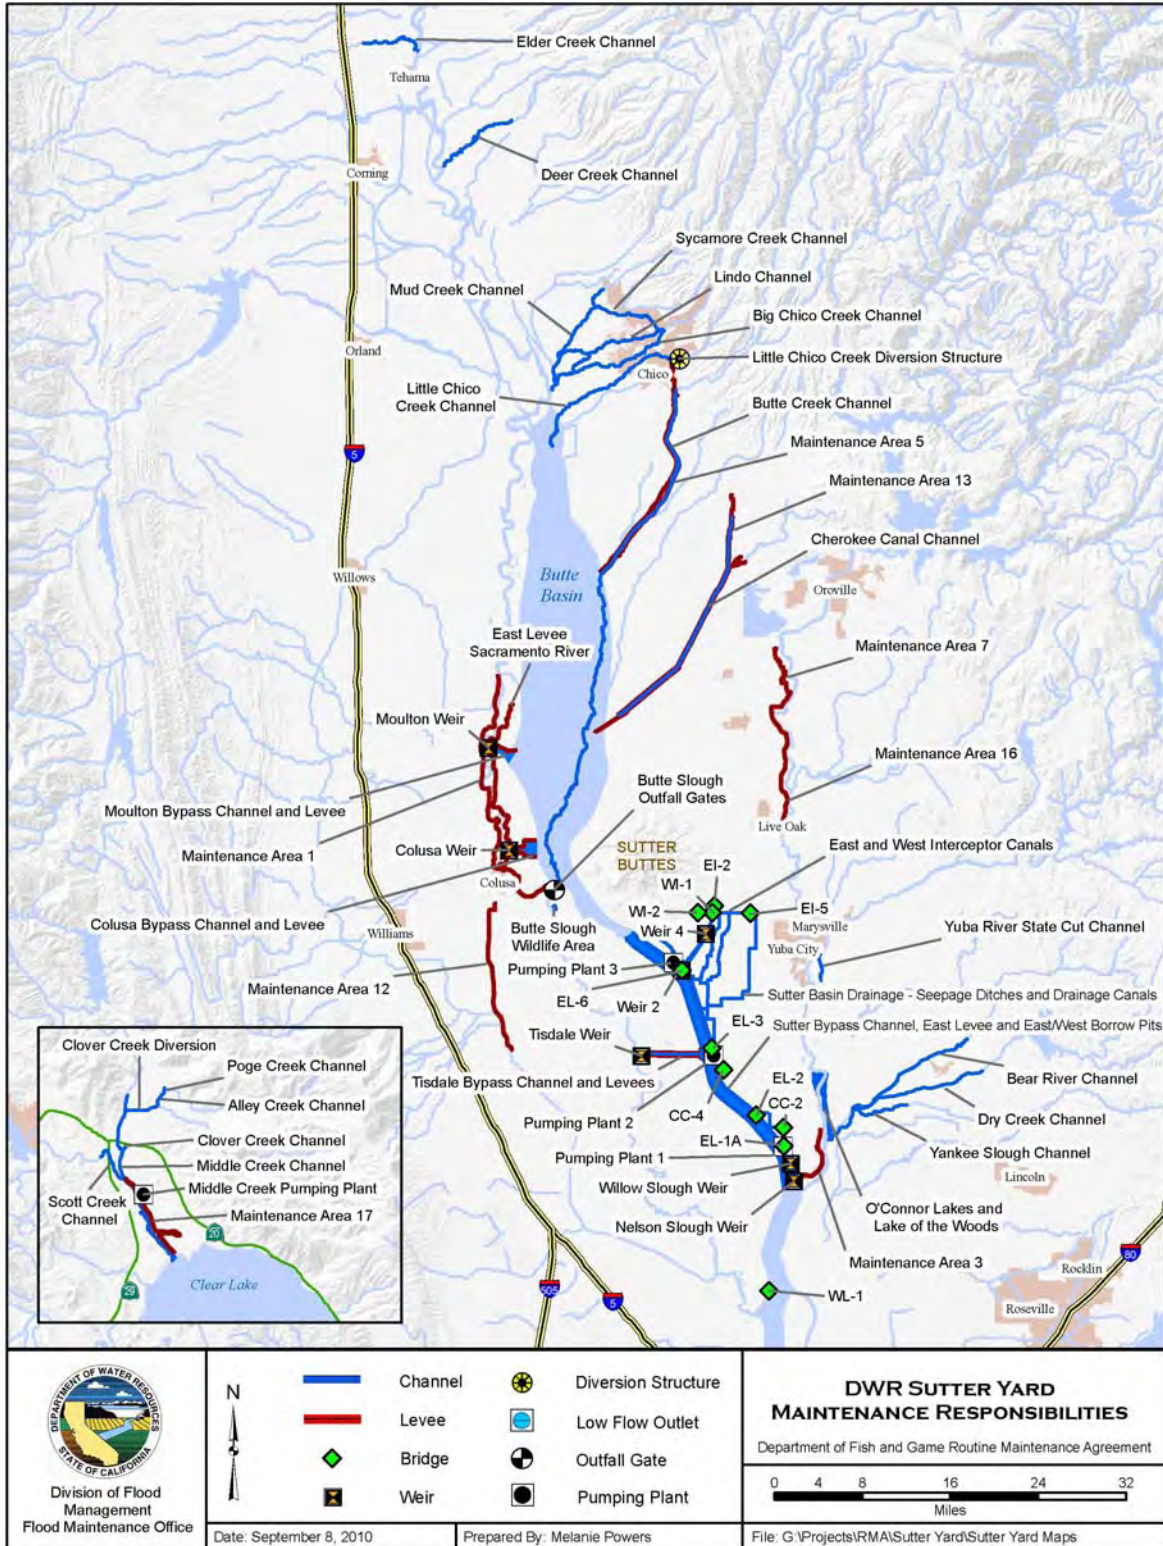 Elder Creek Channel
Tehama
Deer Creek Channel
Corning
Sycamore Creek Channel
Lindo Channel
Mud Creek Channel
Big Chico Creek Channel
Orland
Little Chico Creek Diversion Structure
Chico
Little Chico
Creek Channel
Butte Creek Channel
Maintenance Area 5
5
Maintenance Area 13
Cherokee Canal Channel
Willows
Butte
Basin
Oroville
East Levee
Sacramento River
Maintenance Area 7
Moulton Weir
Maintenance Area 16
Butte Slough
Outfall Gates
Moulton Bypass Channel and Levee
Live Oak
Maintenance Area 1
Colusa Weir
SUTTER
BUTTES
East and West Interceptor Canals
EI-2
WI-1
Colusa
WI-2
EI-5
Colusa Bypass Channel and Levee
Butte Slough
Wildlife Area
Weir 4
Marysville
Yuba River State Cut Channel
Williams
Yuba City
Pumping Plant 3
Maintenance Area 12
EL-6
Weir 2
Sutter Basin Drainage - Seepage Ditches and Drainage Canals
Tisdale Weir
EL-3
Sutter Bypass Channel, East Levee and East/West Borrow Pits
Clover Creek Diversion
Poge Creek Channel
Alley Creek Channel
Clover Creek Channel
Middle Creek Channel
Middle Creek Pumping Plant
Scott Creek
Channel
Maintenance Area 17
20
29
Clear Lake
Tisdale Bypass Channel and Levees
EL-2
Bear River Channel
CC-4
CC-2
Dry Creek Channel
Pumping Plant 2
EL-1A
Yankee Slough Channel
Pumping Plant 1
Willow Slough Weir
Lincoln
Nelson Slough Weir
O'Connor Lakes and
Lake of the Woods
Maintenance Area 3
80
Rocklin
505
5
WL-1
Roseville
DEPARTMENT OF WATER RESOURCES
STATE OF CALIFORNIA
Division of Flood
Management
Flood Maintenance Office
N
Channel
Levee
Bridge
Weir
Diversion Structure
Low Flow Outlet
Outfall Gate
Pumping Plant
DWR SUTTER YARD
MAINTENANCE RESPONSIBILITIES
Department of Fish and Game Routine Maintenance Agreement
0 4 8 16 24 32
Miles
Date: September 8, 2010
Prepared By: Melanie Powers
File: G:\Projects\RMA\Sutter Yard\Sutter Yard Maps